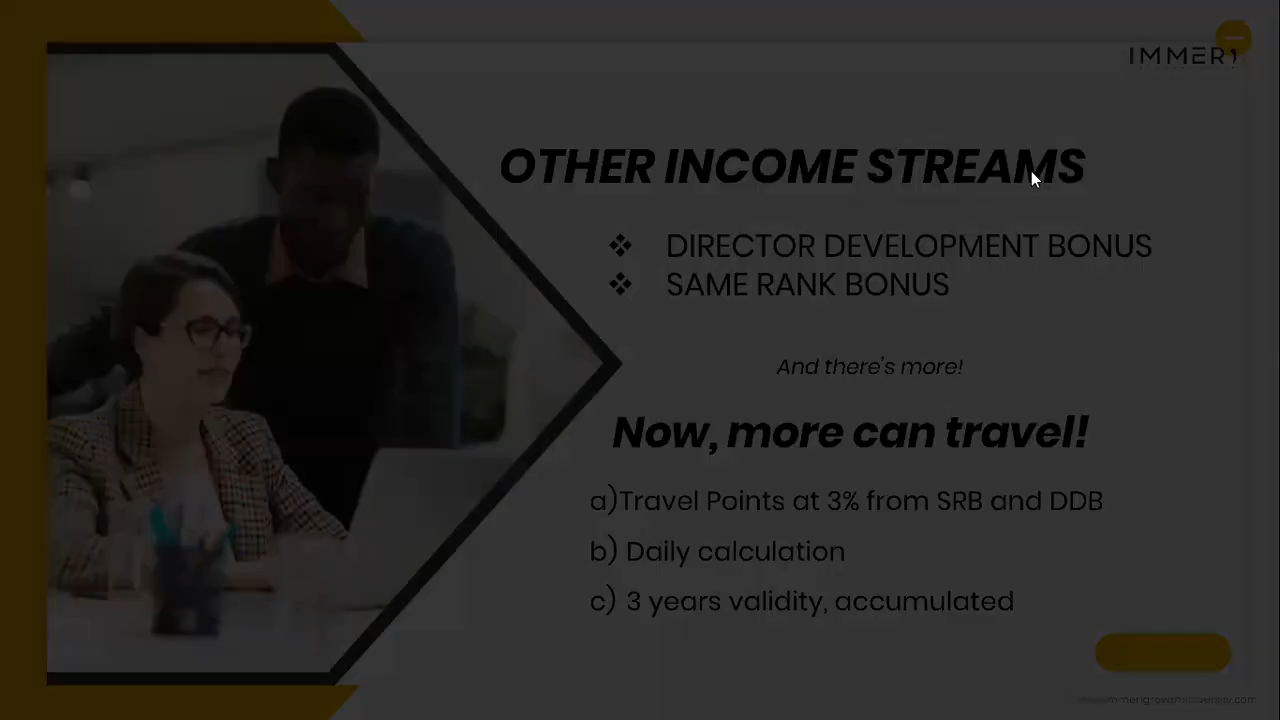 IMMERI
OTHER INCOME STREAMS
❖ DIRECTOR DEVELOPMENT BONUS
❖ SAME RANK BONUS
And there's more!
Now, more can travel!
a)Travel Points at 3% from SRB and DDB
b) Daily calculation
c) 3 years validity, accumulated